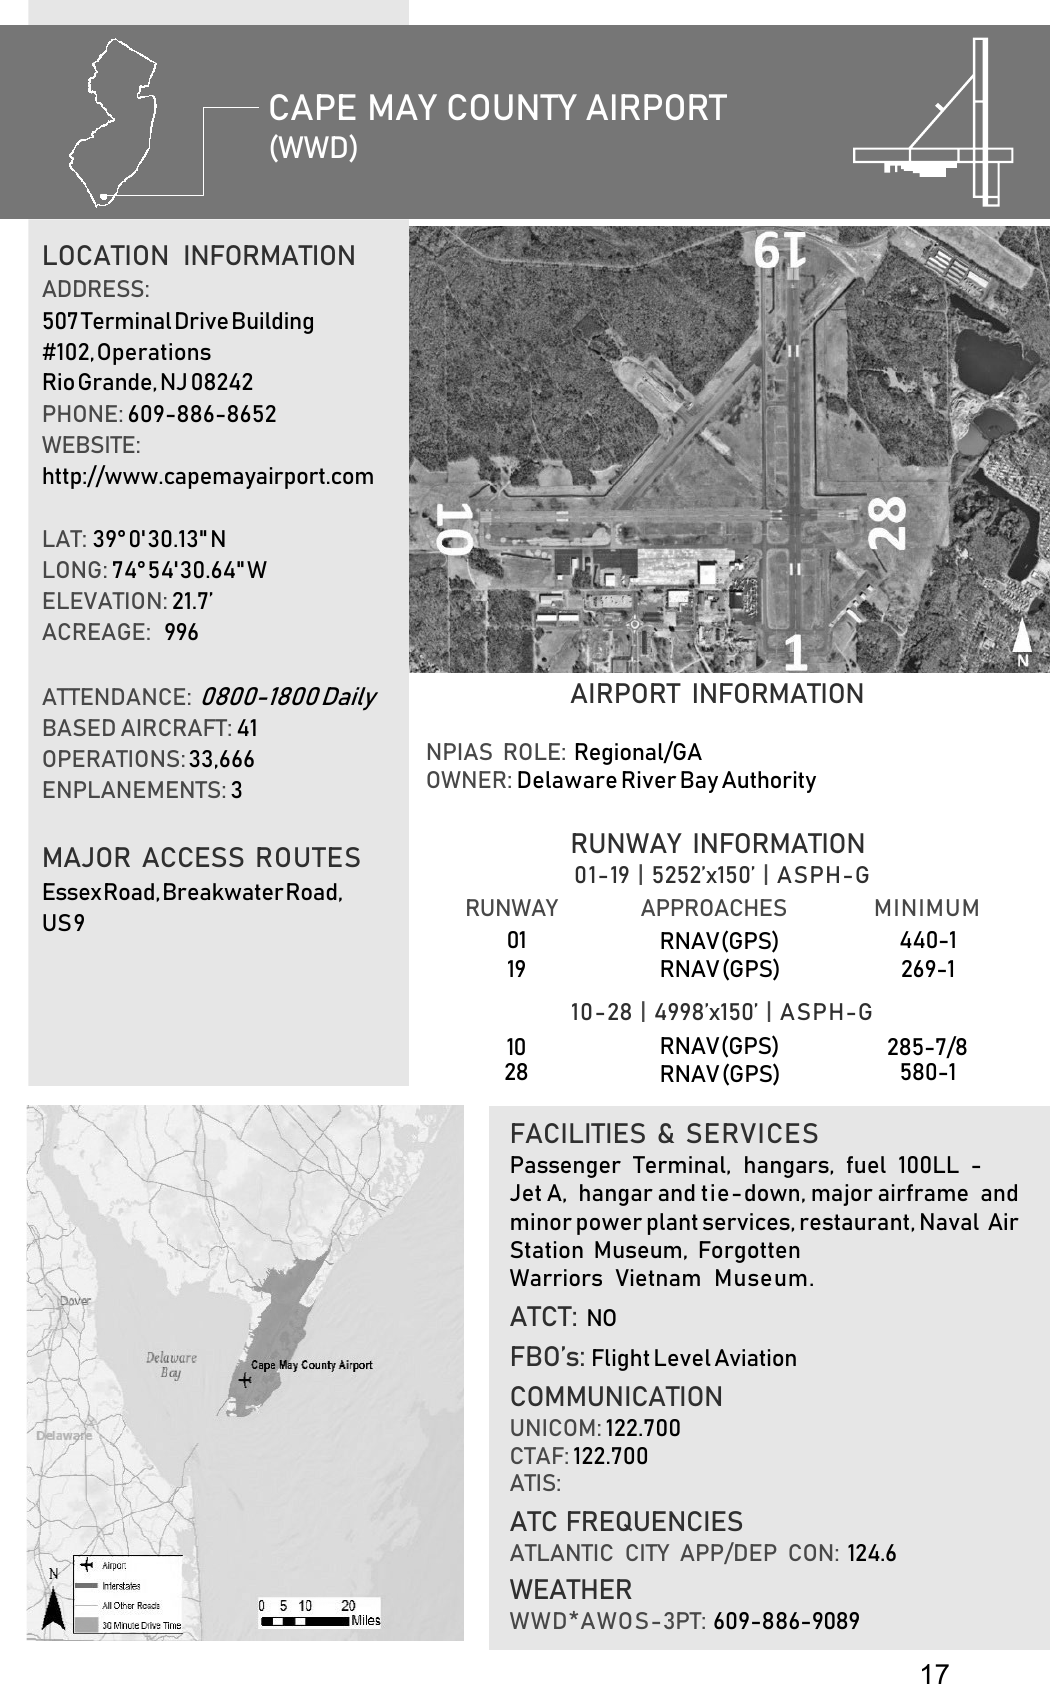 CAPE MAY COUNTY AIRPORT
(WWD)
LOCATION INFORMATION
ADDRESS:
507 Terminal Drive Building
#102, Operations
Rio Grande, NJ 08242
PHONE: 609-886-8652
WEBSITE:
http://www.capemayairport.com
LAT: 39° 0' 30.13" N
LONG: 74° 54' 30.64" W
ELEVATION: 21.7’
ACREAGE: 996
ATTENDANCE: 0800-1800 Daily
BASED AIRCRAFT: 41
OPERATIONS: 33,666
ENPLANEMENTS: 3
MAJOR ACCESS ROUTES
Essex Road, Breakwater Road,
US 9
19
10
28
1
N
AIRPORT INFORMATION
NPIAS ROLE: Regional/GA
OWNER: Delaware River Bay Authority
RUNWAY INFORMATION
01-19 | 5252’x150’ | ASPH-G
RUNWAY APPROACHES MINIMUM
01 RNAV (GPS) 440-1
19 RNAV (GPS) 269-1
10-28 | 4998’x150’ | ASPH-G
10 RNAV (GPS) 285-7/8
28 RNAV (GPS) 580-1
Dover
Delaware
Bay
Cape May County Airport
Delaware
N
Airport
Interstates
All Other Roads
30 Minute Drive Time
0 5 10 20
Miles
FACILITIES & SERVICES
Passenger Terminal, hangars, fuel 100LL -
Jet A, hangar and tie-down, major airframe and
minor power plant services, restaurant, Naval Air
Station Museum, Forgotten
Warriors Vietnam Museum.
ATCT: NO
FBO’s: Flight Level Aviation
COMMUNICATION
UNICOM: 122.700
CTAF: 122.700
ATIS:
ATC FREQUENCIES
ATLANTIC CITY APP/DEP CON: 124.6
WEATHER
WWD*AWOS-3PT: 609-886-9089
17